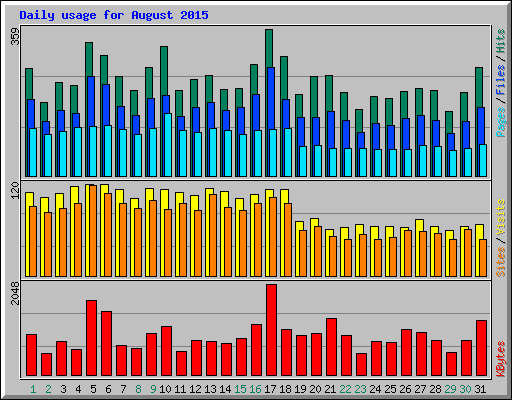 Daily usage for August 2015
359
Pages / Files / Hits
120
Sites / Visits
2048
KBytes
1 2 3 4 5 6 7 8 9 10 11 12 13 14 15 16 17 18 19 20 21 22 23 24 25 26 27 28 29 30 31